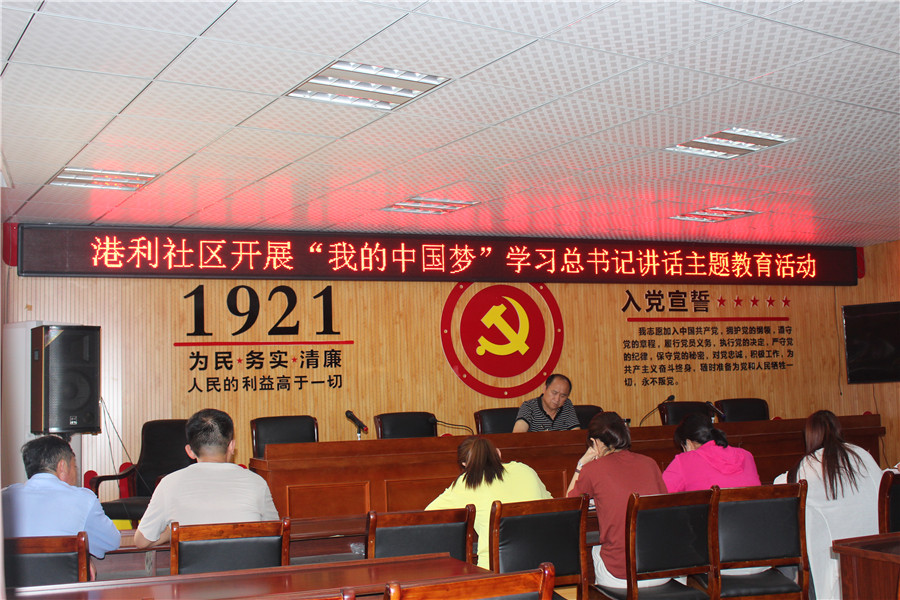 港利社区开展“我的中国梦”学习总书记讲话主题教育活动
1921
为民★务实★清廉
人民的利益高于一切
入党宣誓★★★★★
我志愿加入中国共产党，拥护党的纲领，遵守
党的章程，履行党员义务，执行党的决定，严守党
的纪律，保守党的秘密，对党忠诚，积极工作，为
共产主义奋斗终身，随时准备为党和人民牺牲一
切，永不叛党。